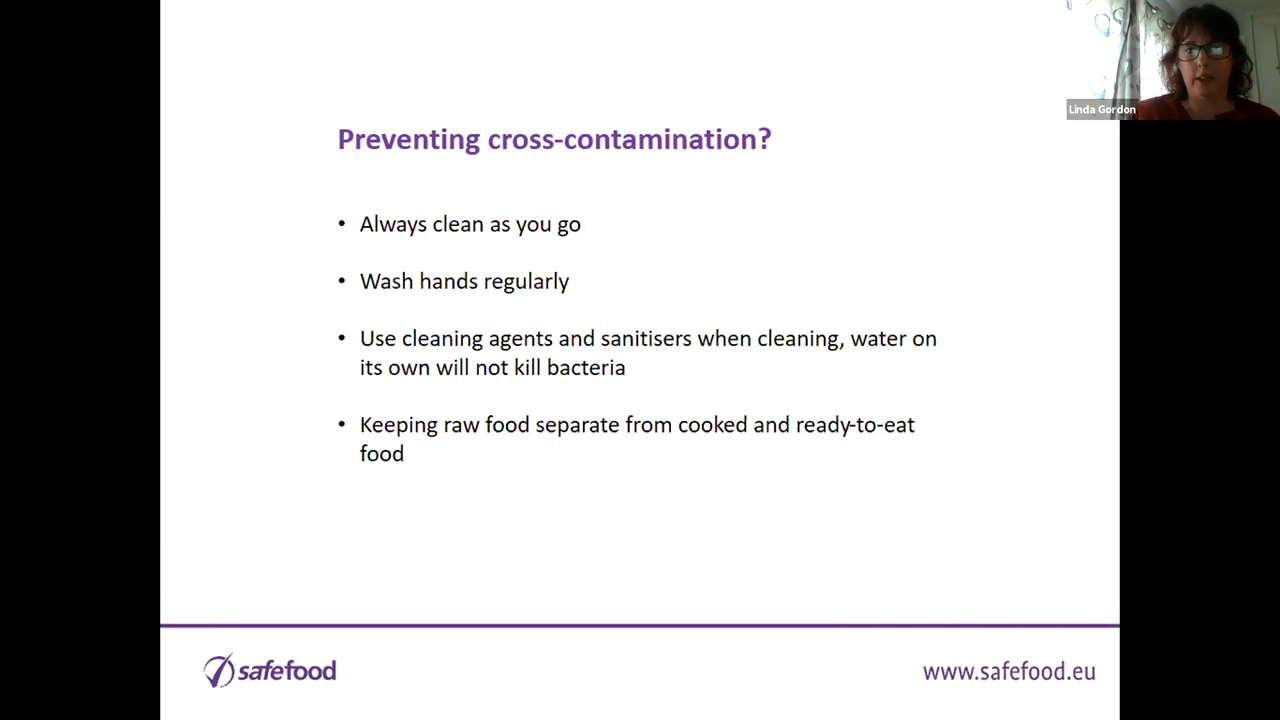 Linda Gordon
Preventing cross-contamination?
• Always clean as you go
• Wash hands regularly
• Use cleaning agents and sanitisers when cleaning, water on
its own will not kill bacteria
• Keeping raw food separate from cooked and ready-to-eat
food
safefood
www.safefood.eu